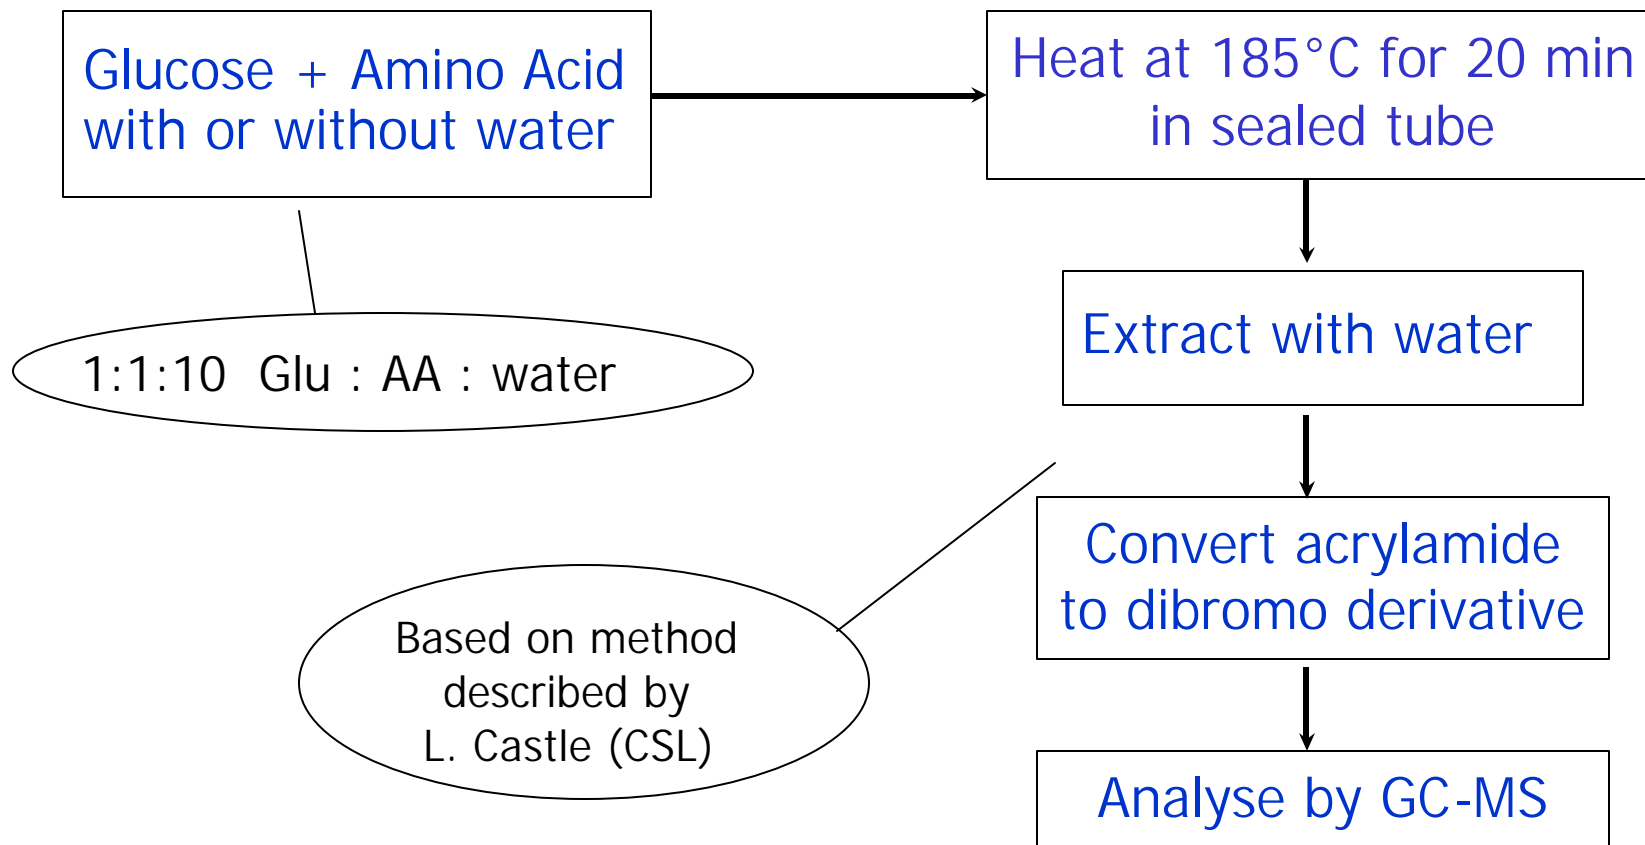 Glucose + Amino Acid
with or without water
Heat at 185°C for 20 min
in sealed tube
Extract with water
1:1:10 Glu : AA : water
Convert acrylamide
to dibromo derivative
Based on method
described by
L. Castle (CSL)
Analyse by GC-MS